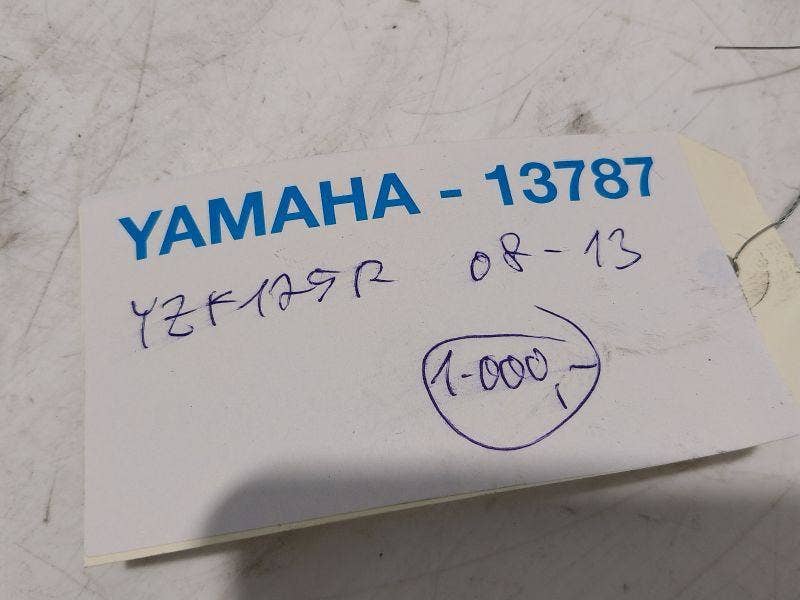 YAMAHA - 13787
YZF125R 08-13
1-000,-